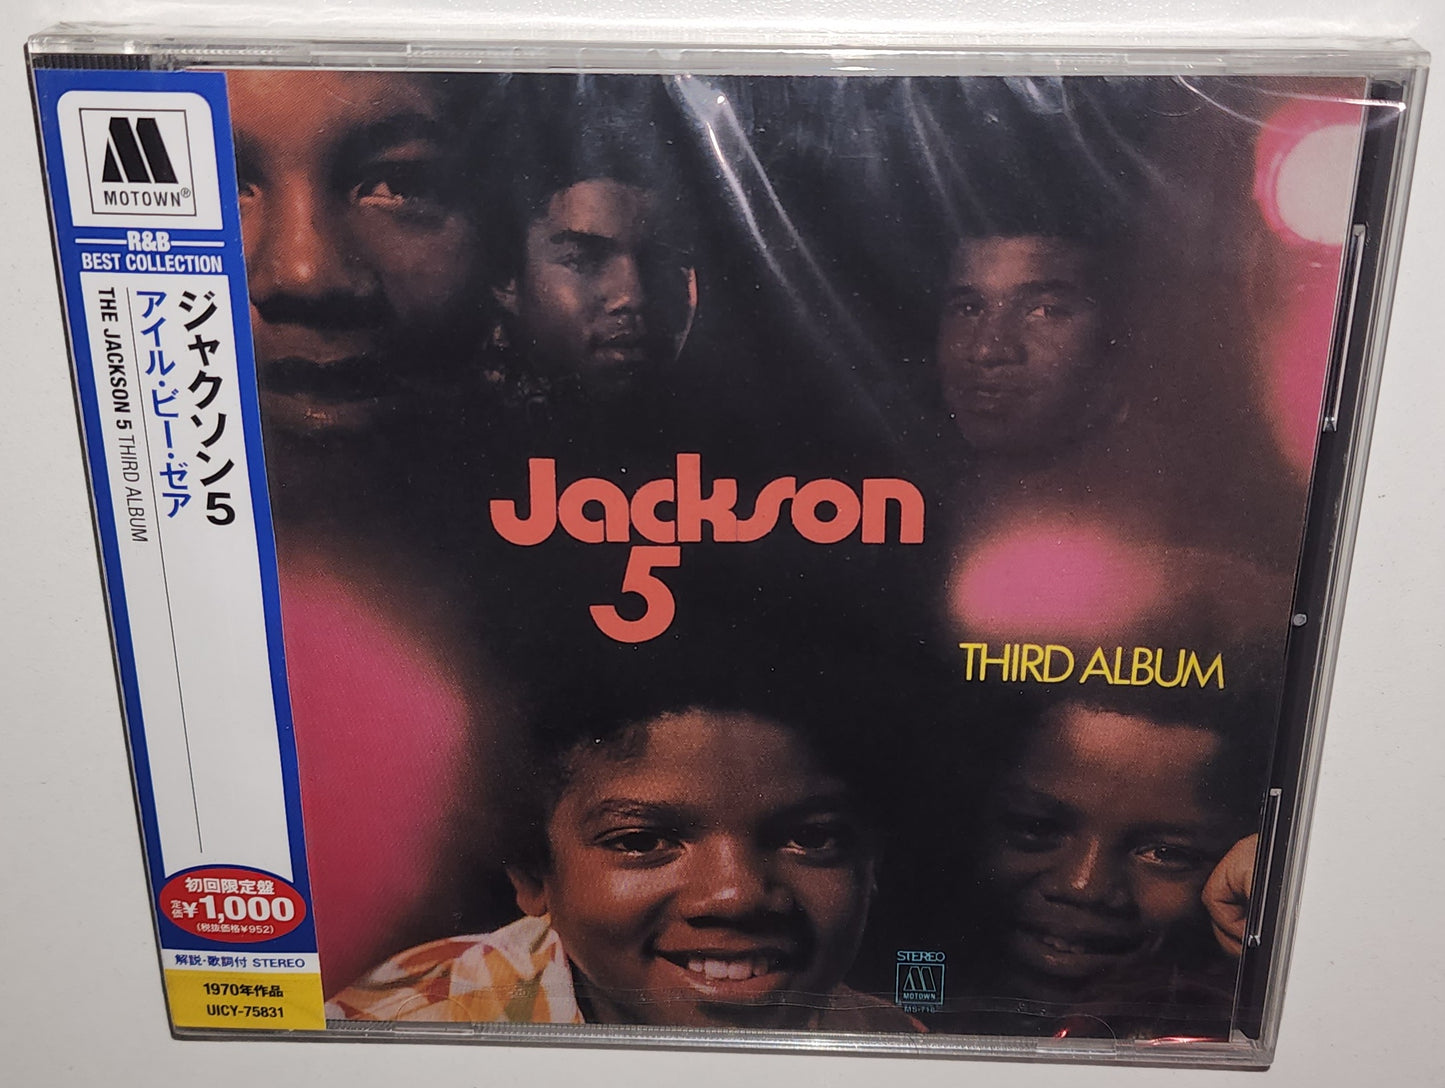 MOTOWN®
R&B
BEST COLLECTION
ジャクソン5
アイル・ビー・ゼア
THE JACKSON 5 THIRD ALBUM
初回限定盤
定価¥1,000
(税抜価格¥952)
解説・歌詞付 STEREO
1970年作品
UICY-75831
Jackson
5
THIRD ALBUM
STEREO
MOTOWN